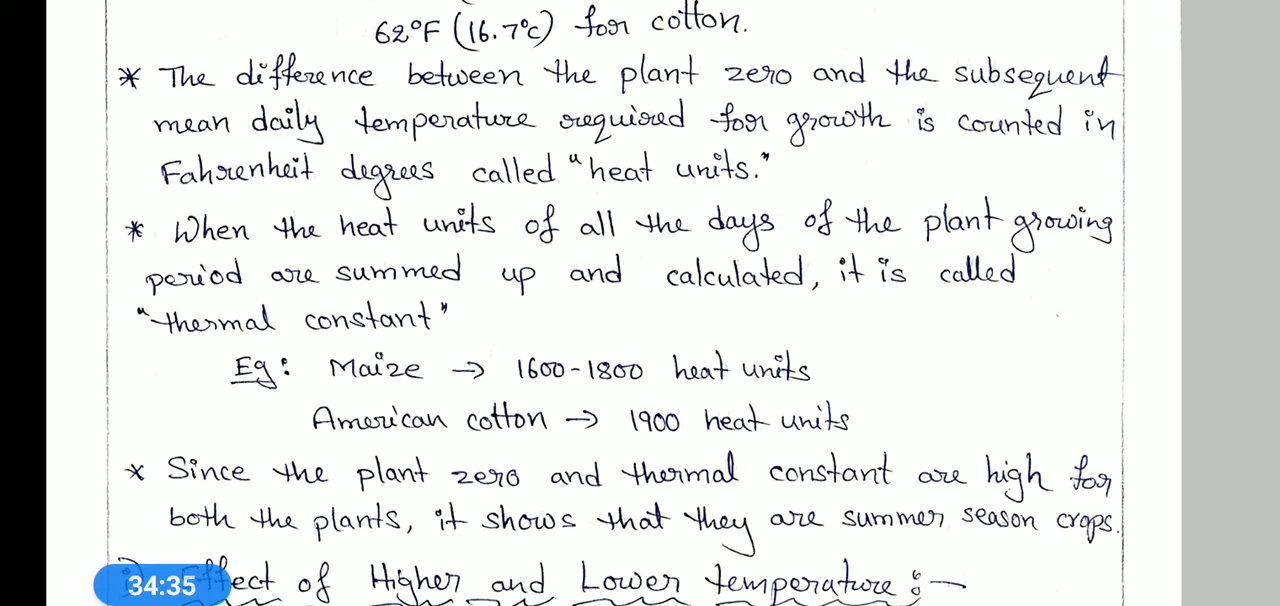 62°F (16.7°c) for cotton.
* The difference between the plant zero and the subsequent
mean daily temperature required for growth is counted in
Fahrenheit degrees called "heat units."
* When the heat units of all the days of the plant growing
period are summed up and calculated, it is called
"thermal constant"
Eg: Maize → 1600-1800 heat units
American cotton → 1900 heat units
* Since the plant zero and thermal constant are high for
both the plants, it shows that they are summer season crops.
Effect of Higher and Lower temperature:-
34:35